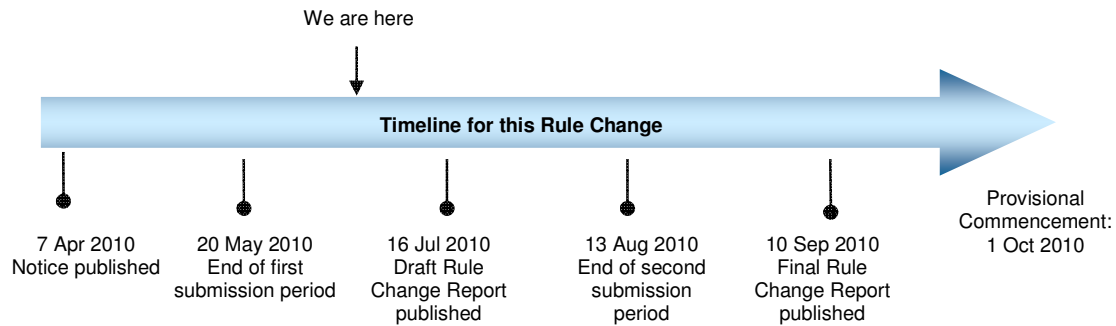 We are here
Timeline for this Rule Change
7 Apr 2010
Notice published
20 May 2010
End of first
submission period
16 Jul 2010
Draft Rule
Change Report
published
13 Aug 2010
End of second
submission
period
10 Sep 2010
Final Rule
Change Report
published
Provisional
Commencement:
1 Oct 2010